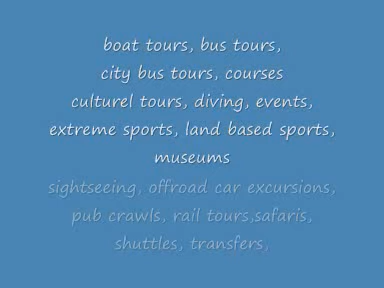 boat tours, bus tours,
city bus tours, courses
culturel tours, diving, events,
extreme sports, land based sports,
museums
sightseeing, offroad car excursions,
pub crawls, rail tours,safaris,
shuttles, transfers,